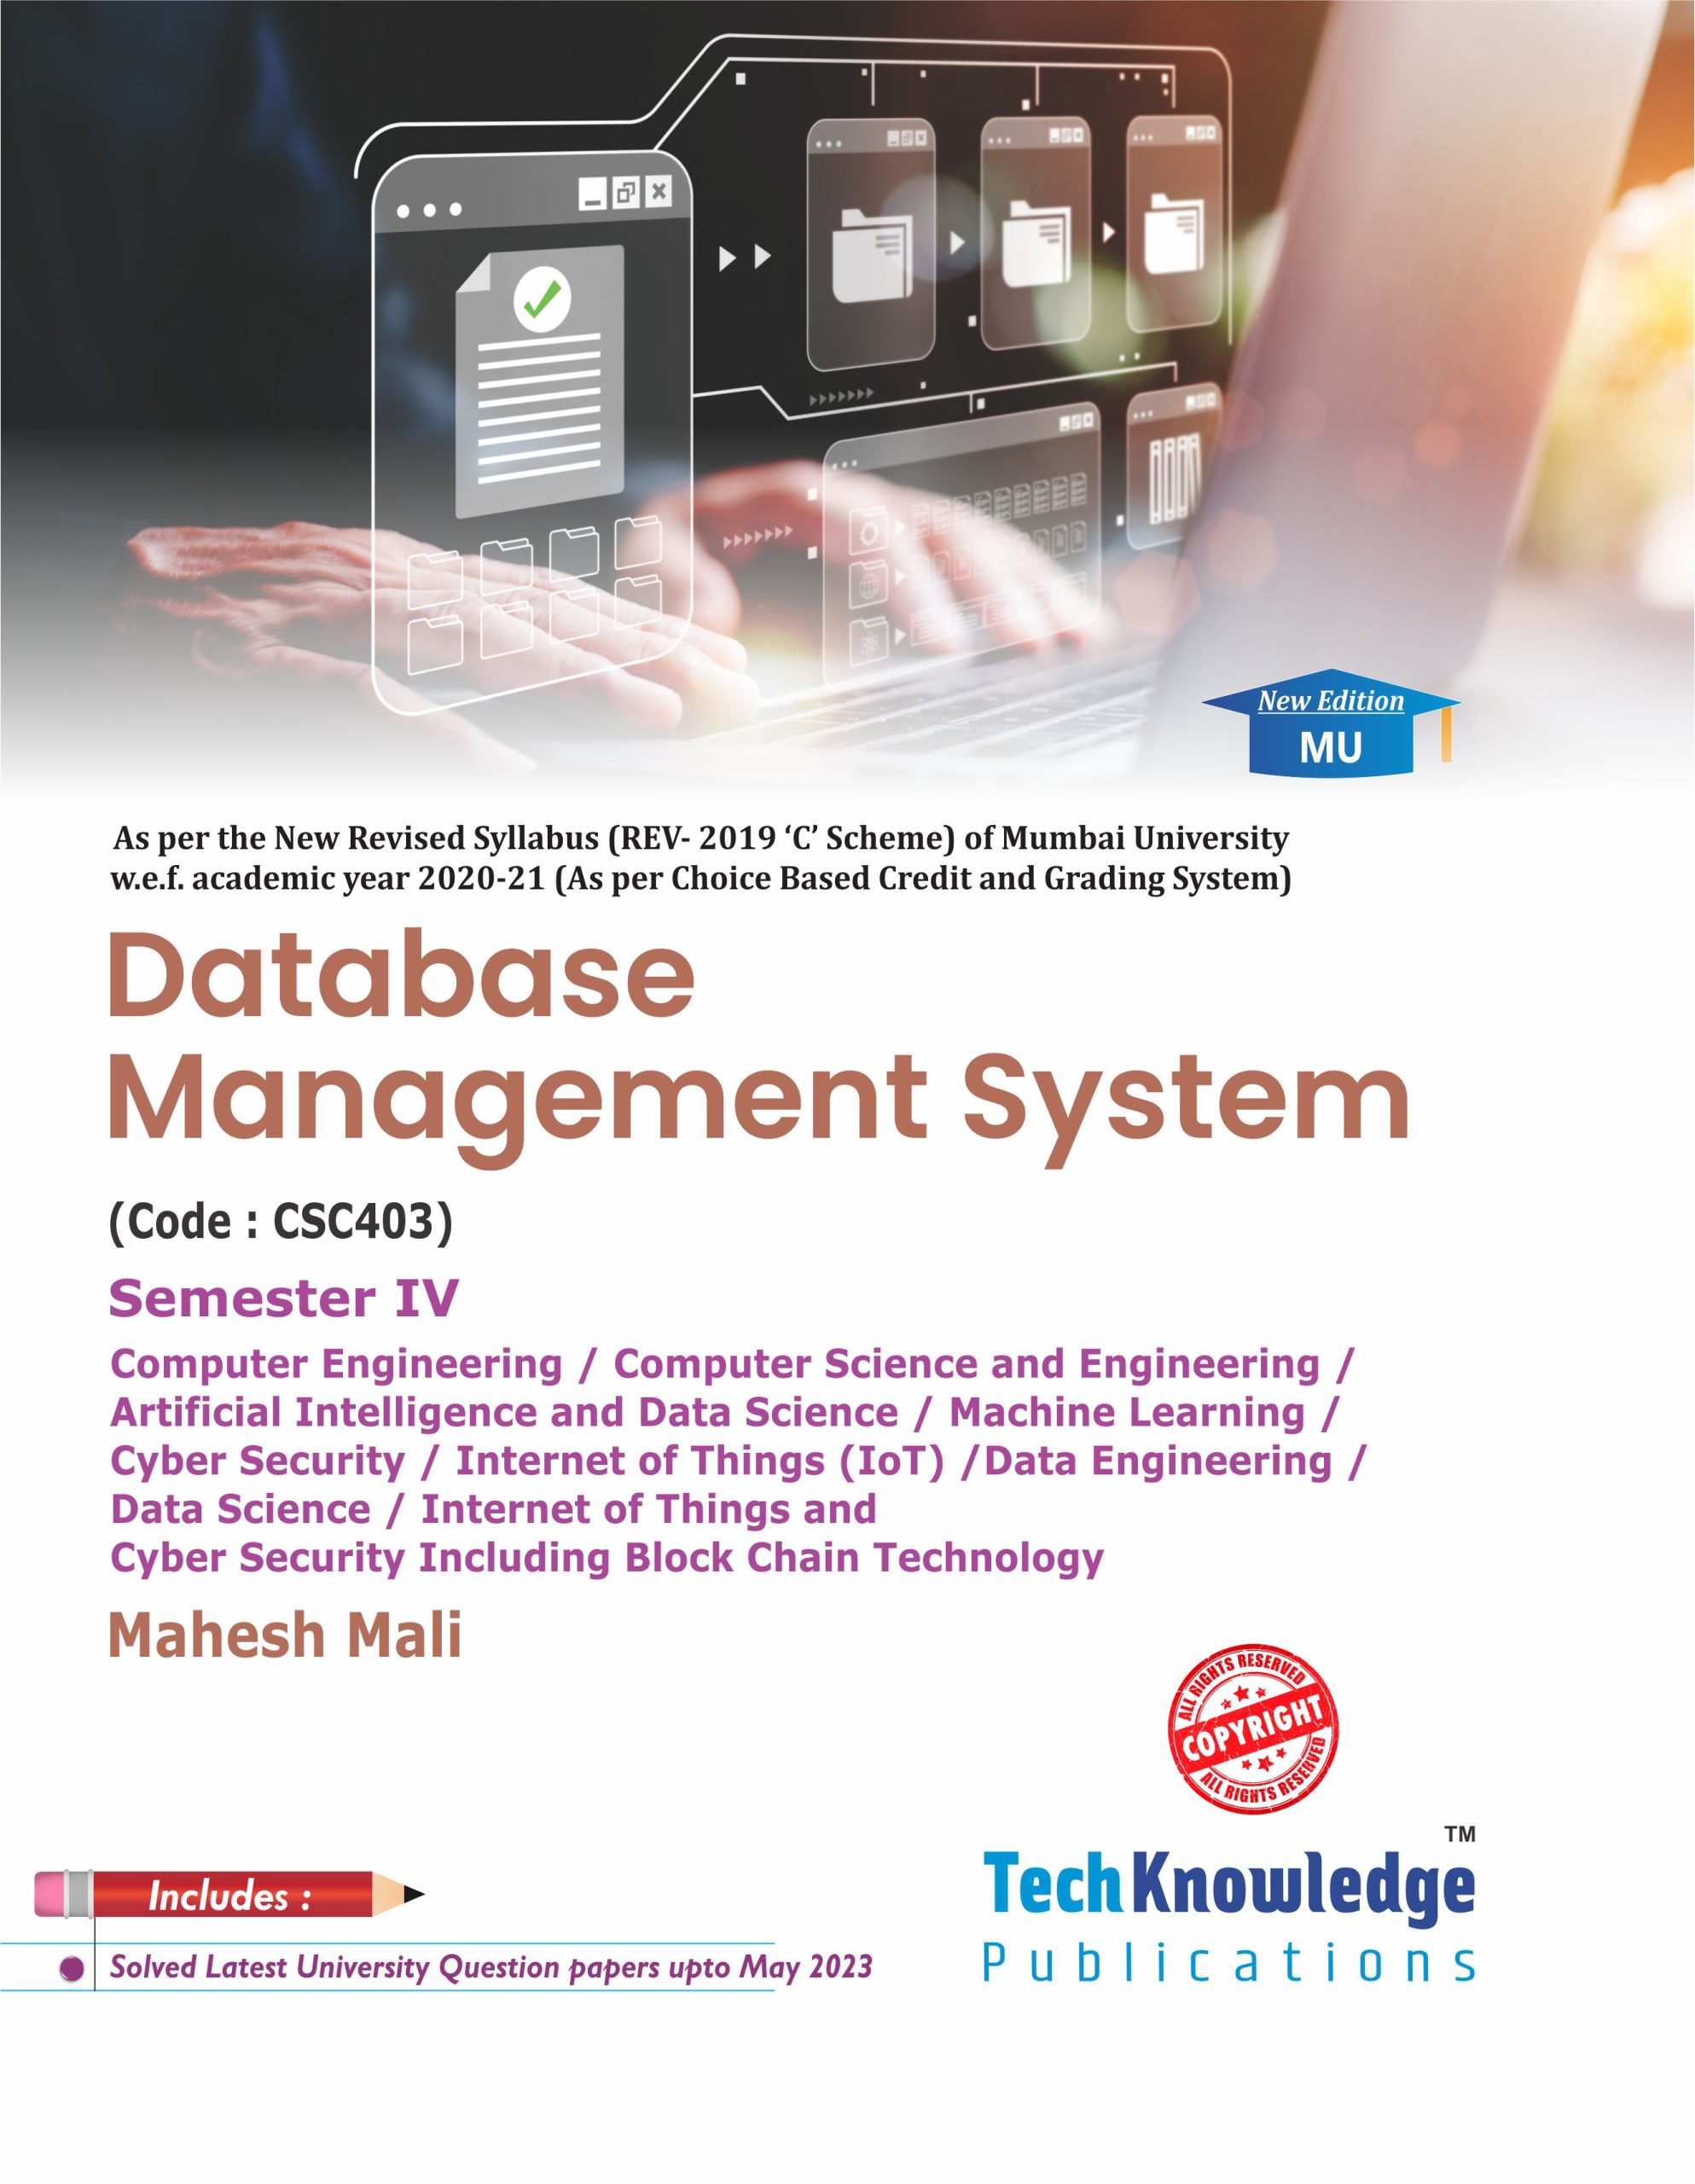 New Edition
MU
As per the New Revised Syllabus (REV- 2019 ‘C’ Scheme) of Mumbai University
w.e.f. academic year 2020-21 (As per Choice Based Credit and Grading System)
Database
Management System
(Code : CSC403)
Semester IV
Computer Engineering / Computer Science and Engineering /
Artificial Intelligence and Data Science / Machine Learning /
Cyber Security / Internet of Things (IoT) /Data Engineering /
Data Science / Internet of Things and
Cyber Security Including Block Chain Technology
Mahesh Mali
ALL RIGHTS RESERVED
COPYRIGHT
ALL RIGHTS RESERVED
TM
TechKnowledge
Publications
Includes :
Solved Latest University Question papers upto May 2023